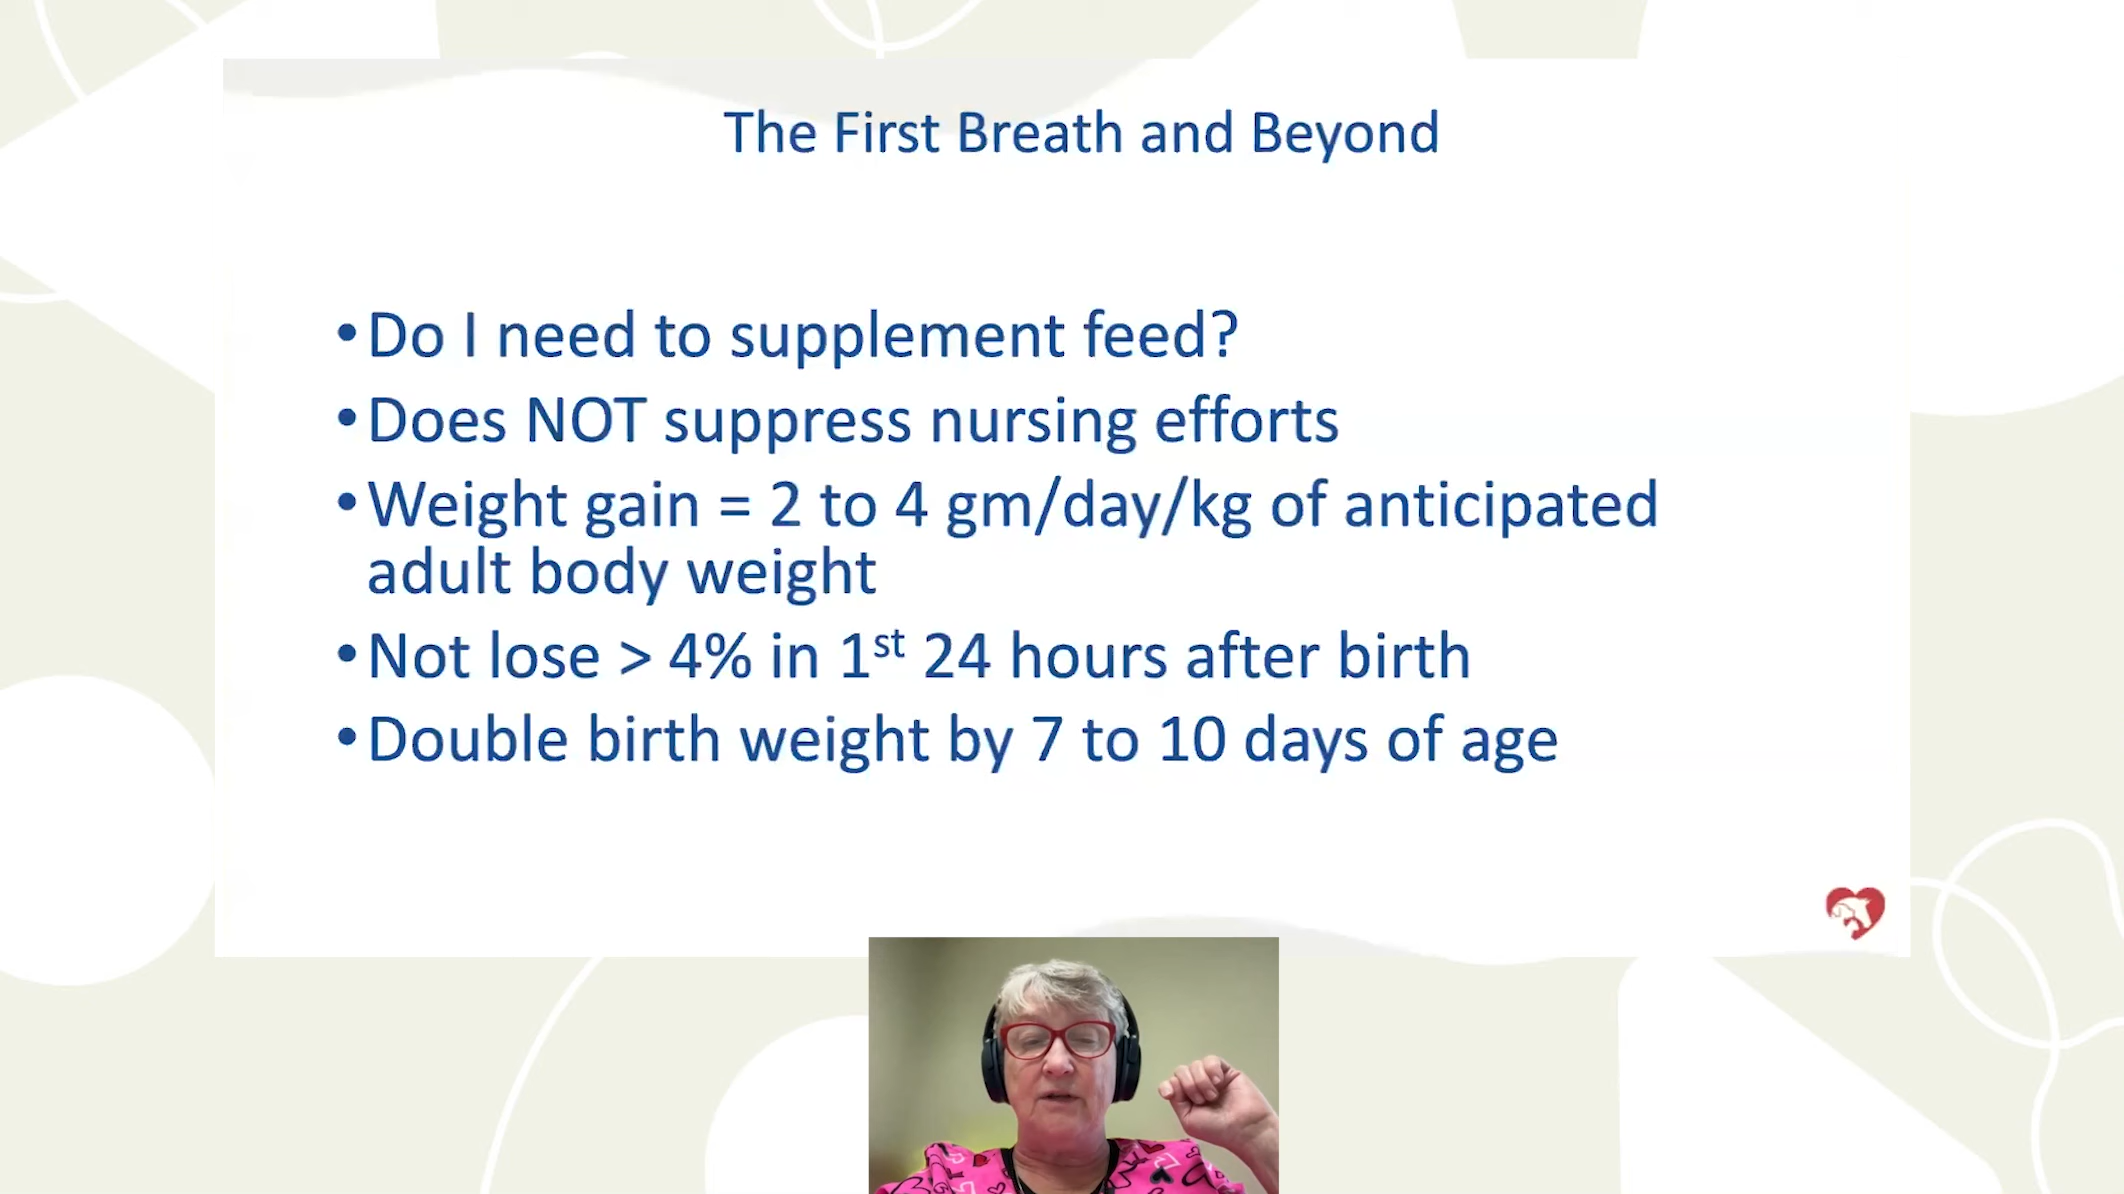 The First Breath and Beyond
•Do I need to supplement feed?
•Does NOT suppress nursing efforts
•Weight gain = 2 to 4 gm/day/kg of anticipated
adult body weight
•Not lose > 4% in 1st 24 hours after birth
•Double birth weight by 7 to 10 days of age